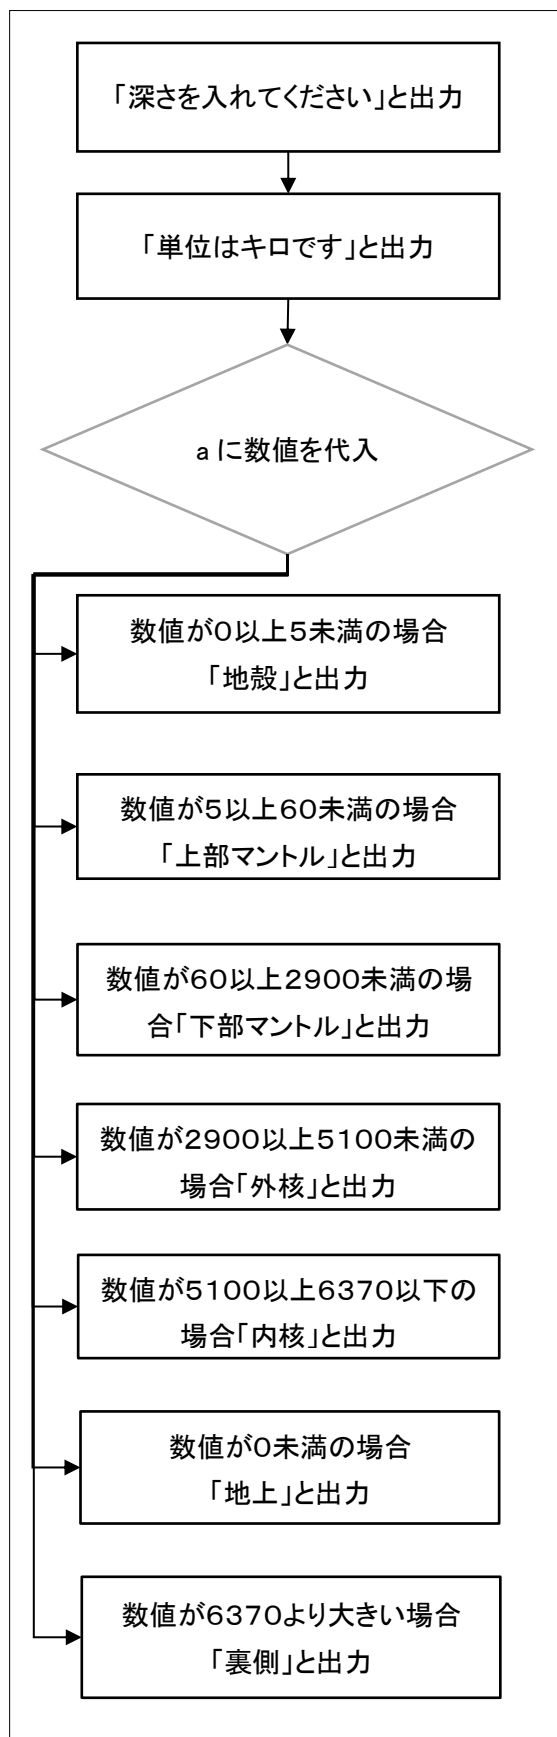 「深さを入れてください」と出力
「単位はキロです」と出力
a に数値を代入
数値が0以上5未満の場合
「地殻」と出力
数値が5以上60未満の場合
「上部マントル」と出力
数値が60以上2900未満の場
合「下部マントル」と出力
数値が2900以上5100未満の
場合「外核」と出力
数値が5100以上6370以下の
場合「内核」と出力
数値が0未満の場合
「地上」と出力
数値が6370より大きい場合
「裏側」と出力